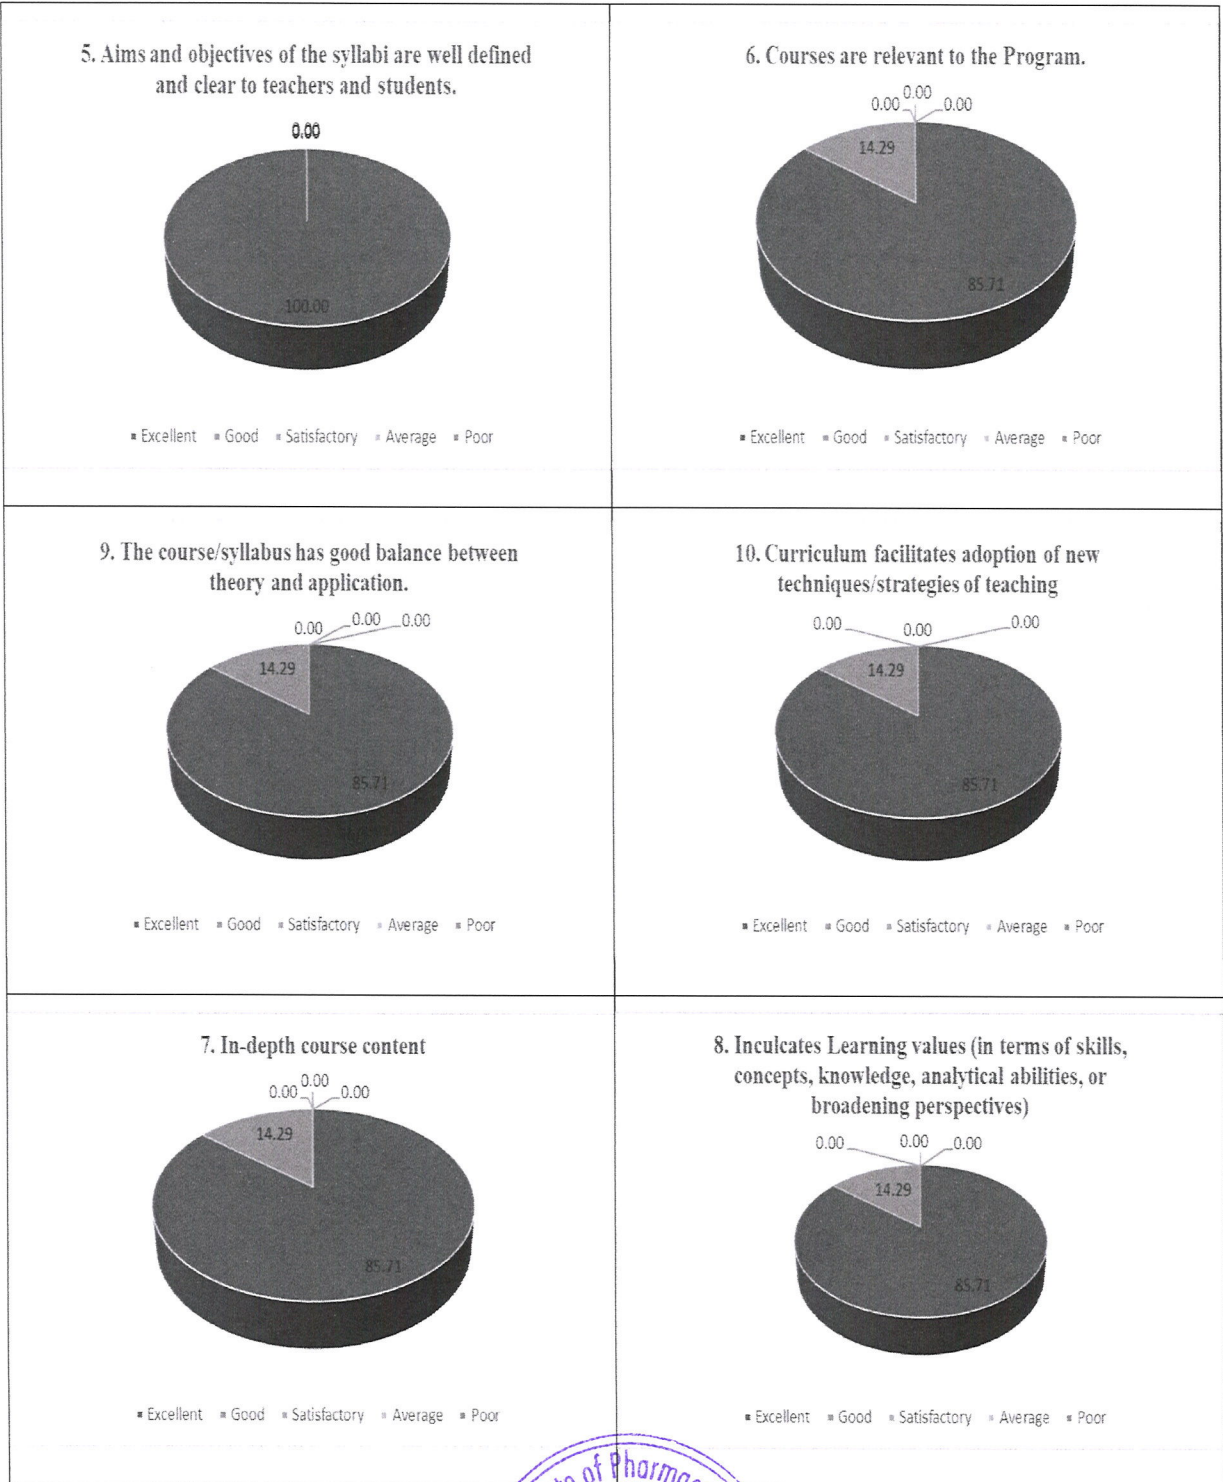 5. Aims and objectives of the syllabi are well defined
and clear to teachers and students.
0.00
100.00
Excellent Good Satisfactory Average Poor
6. Courses are relevant to the Program.
0.00
0.00 0.00
14.29
85.71
Excellent Good Satisfactory Average Poor
9. The course/syllabus has good balance between
theory and application.
0.00 0.00 0.00
14.29
85.71
Excellent Good Satisfactory Average Poor
10. Curriculum facilitates adoption of new
techniques/strategies of teaching
0.00 0.00 0.00
14.29
85.71
Excellent Good Satisfactory Average Poor
7. In-depth course content
0.00
0.00 0.00
14.29
85.71
Excellent Good Satisfactory Average Poor
8. Inculcates Learning values (in terms of skills,
concepts, knowledge, analytical abilities, or
broadening perspectives)
0.00 0.00 0.00
14.29
85.71
Excellent Good Satisfactory Average Poor
of